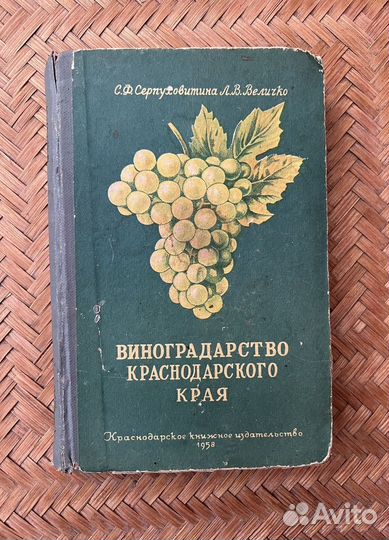 С.Ф. Серпуховитина Л.В. Величко
ВИНОГРАДАРСТВО
КРАСНОДАРСКОГО
КРАЯ
Краснодарское книжное издательство
1958
Avito